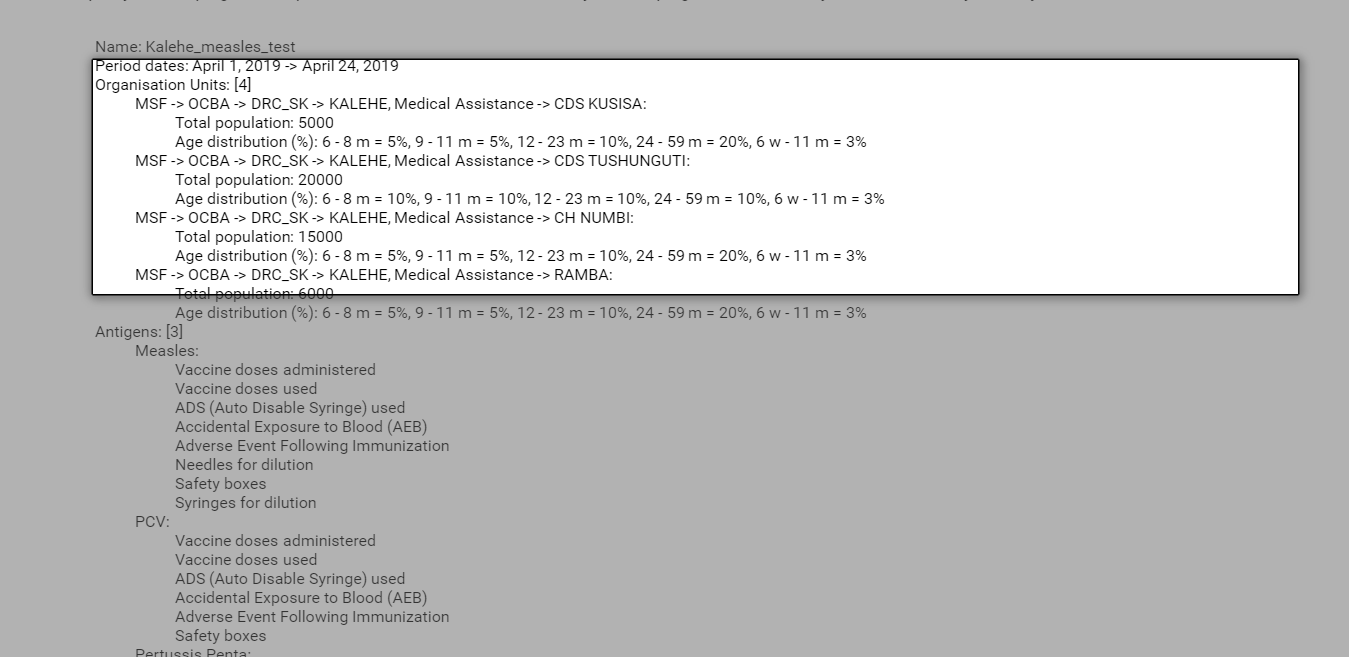 Name: Kalehe_measles_test
Period dates: April 1, 2019 -> April 24, 2019
Organisation Units: [4]
MSF -> OCBA -> DRC_SK -> KALEHE, Medical Assistance -> CDS KUSISA:
Total population: 5000
Age distribution (%): 6 - 8 m = 5%, 9 - 11 m = 5%, 12 - 23 m = 10%, 24 - 59 m = 20%, 6 w - 11 m = 3%
MSF -> OCBA -> DRC_SK -> KALEHE, Medical Assistance -> CDS TUSHUNGUTI:
Total population: 20000
Age distribution (%): 6 - 8 m = 10%, 9 - 11 m = 10%, 12 - 23 m = 10%, 24 - 59 m = 10%, 6 w - 11 m = 3%
MSF -> OCBA -> DRC_SK -> KALEHE, Medical Assistance -> CH NUMBI:
Total population: 15000
Age distribution (%): 6 - 8 m = 5%, 9 - 11 m = 5%, 12 - 23 m = 10%, 24 - 59 m = 20%, 6 w - 11 m = 3%
MSF -> OCBA -> DRC_SK -> KALEHE, Medical Assistance -> RAMBA:
Total population: 6000
Age distribution (%): 6 - 8 m = 5%, 9 - 11 m = 5%, 12 - 23 m = 10%, 24 - 59 m = 20%, 6 w - 11 m = 3%
Antigens: [3]
Measles:
Vaccine doses administered
Vaccine doses used
ADS (Auto Disable Syringe) used
Accidental Exposure to Blood (AEB)
Adverse Event Following Immunization
Needles for dilution
Safety boxes
Syringes for dilution
PCV:
Vaccine doses administered
Vaccine doses used
ADS (Auto Disable Syringe) used
Accidental Exposure to Blood (AEB)
Adverse Event Following Immunization
Safety boxes
Pertussis Penta: